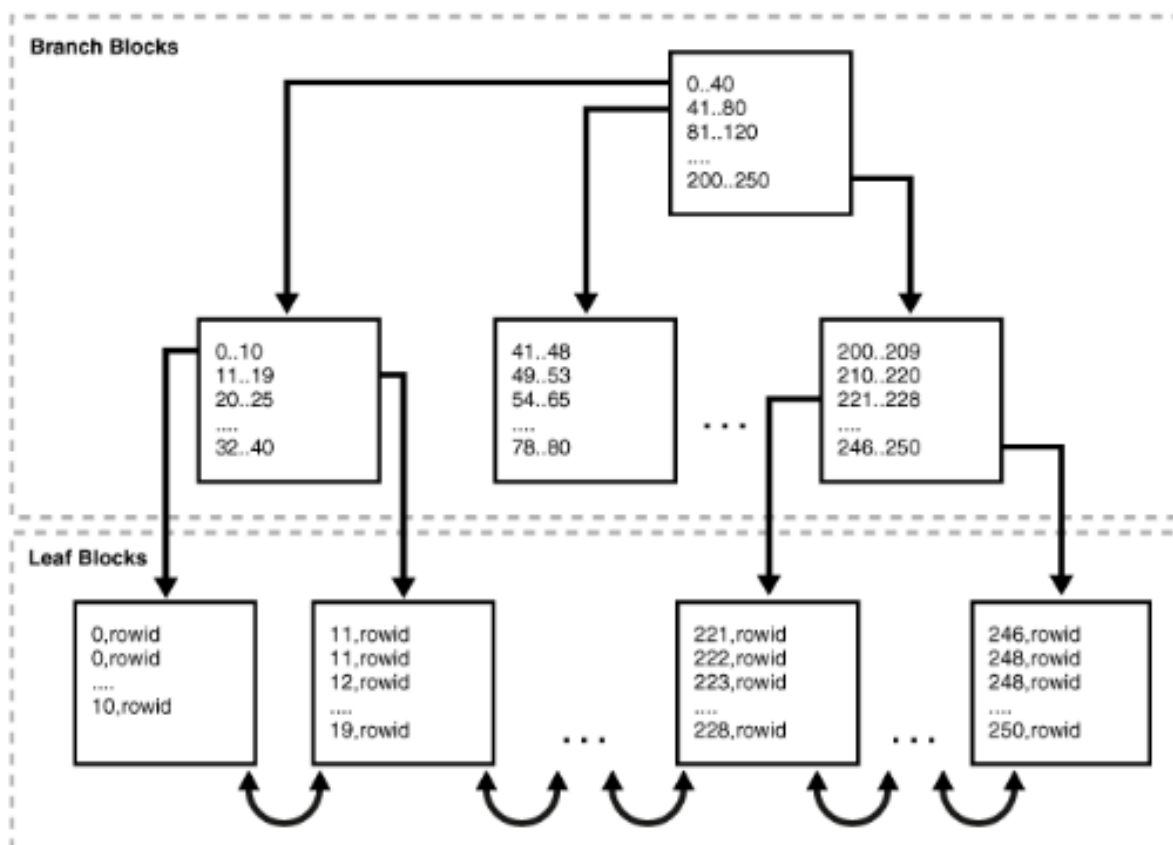 Branch Blocks
0..40
41..80
81..120
....
200..250
0..10
11..19
20..25
....
32..40
41..48
49..53
54..65
....
78..80
...
200..209
210..220
221..228
....
246..250
Leaf Blocks
0,rowid
0,rowid
....
10,rowid
11,rowid
11,rowid
12,rowid
....
19,rowid
...
221,rowid
222,rowid
223,rowid
....
228,rowid
...
246,rowid
248,rowid
248,rowid
....
250,rowid